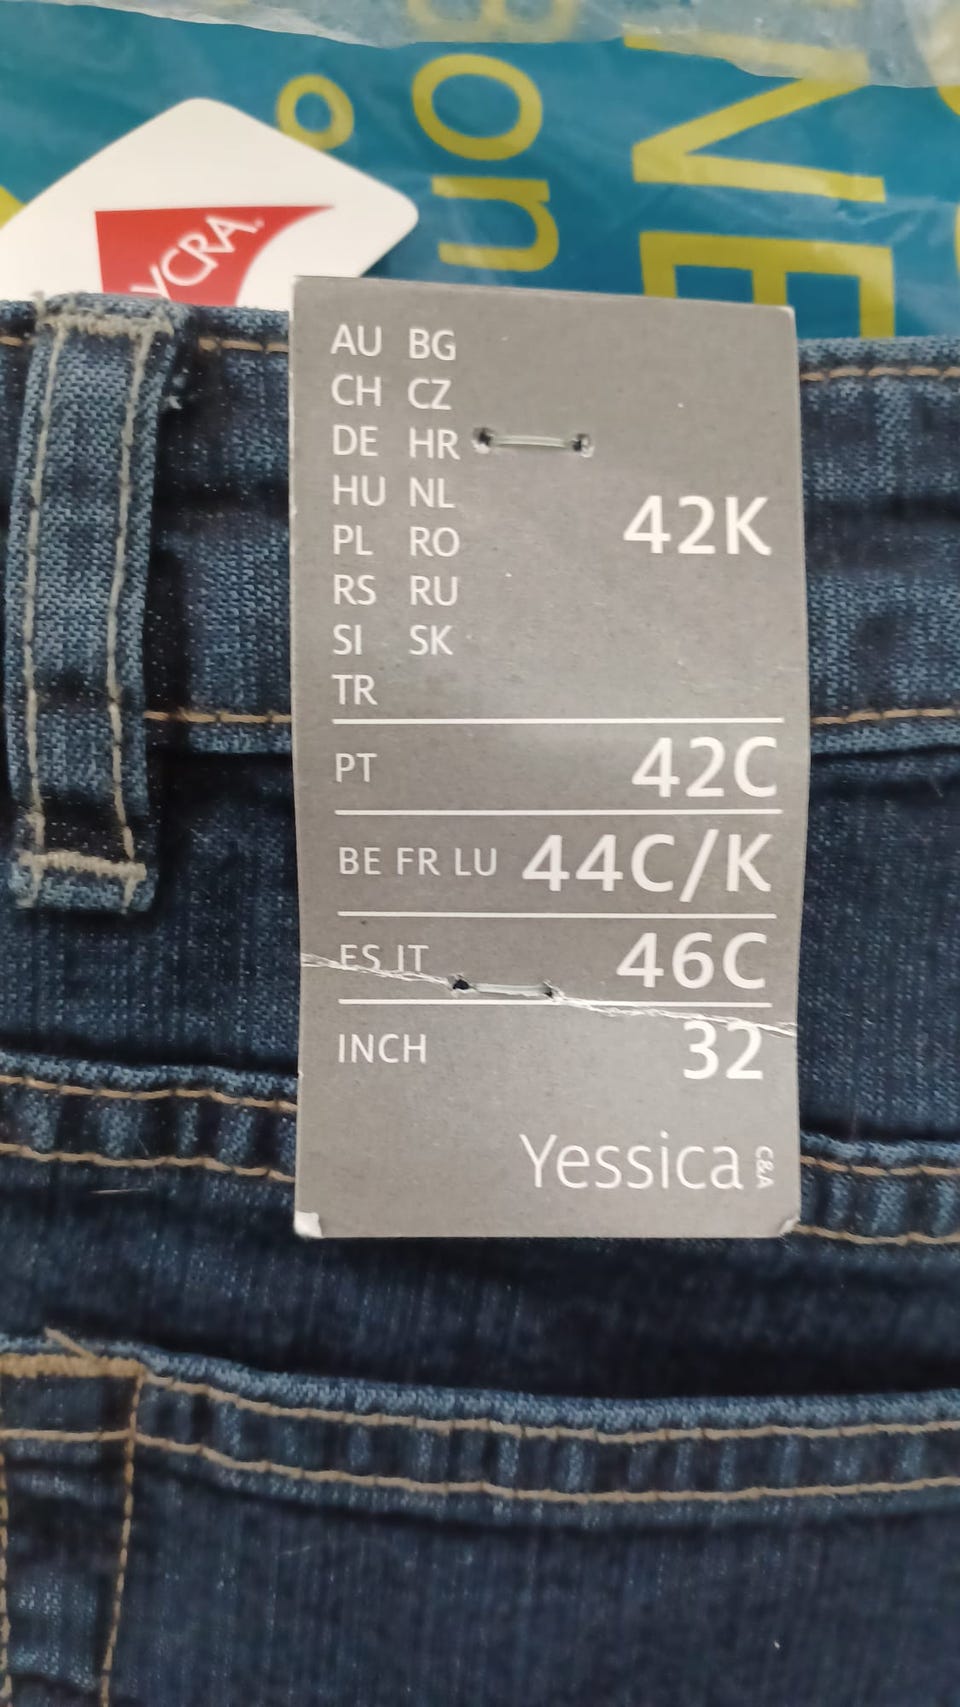 YCRA®
AU BG
CH CZ
DE HR
HU NL
PL RO
RS RU
SI SK
TR
42K
PT 42C
BE FR LU 44C/K
ES IT 46C
INCH 32
Yessica C&A